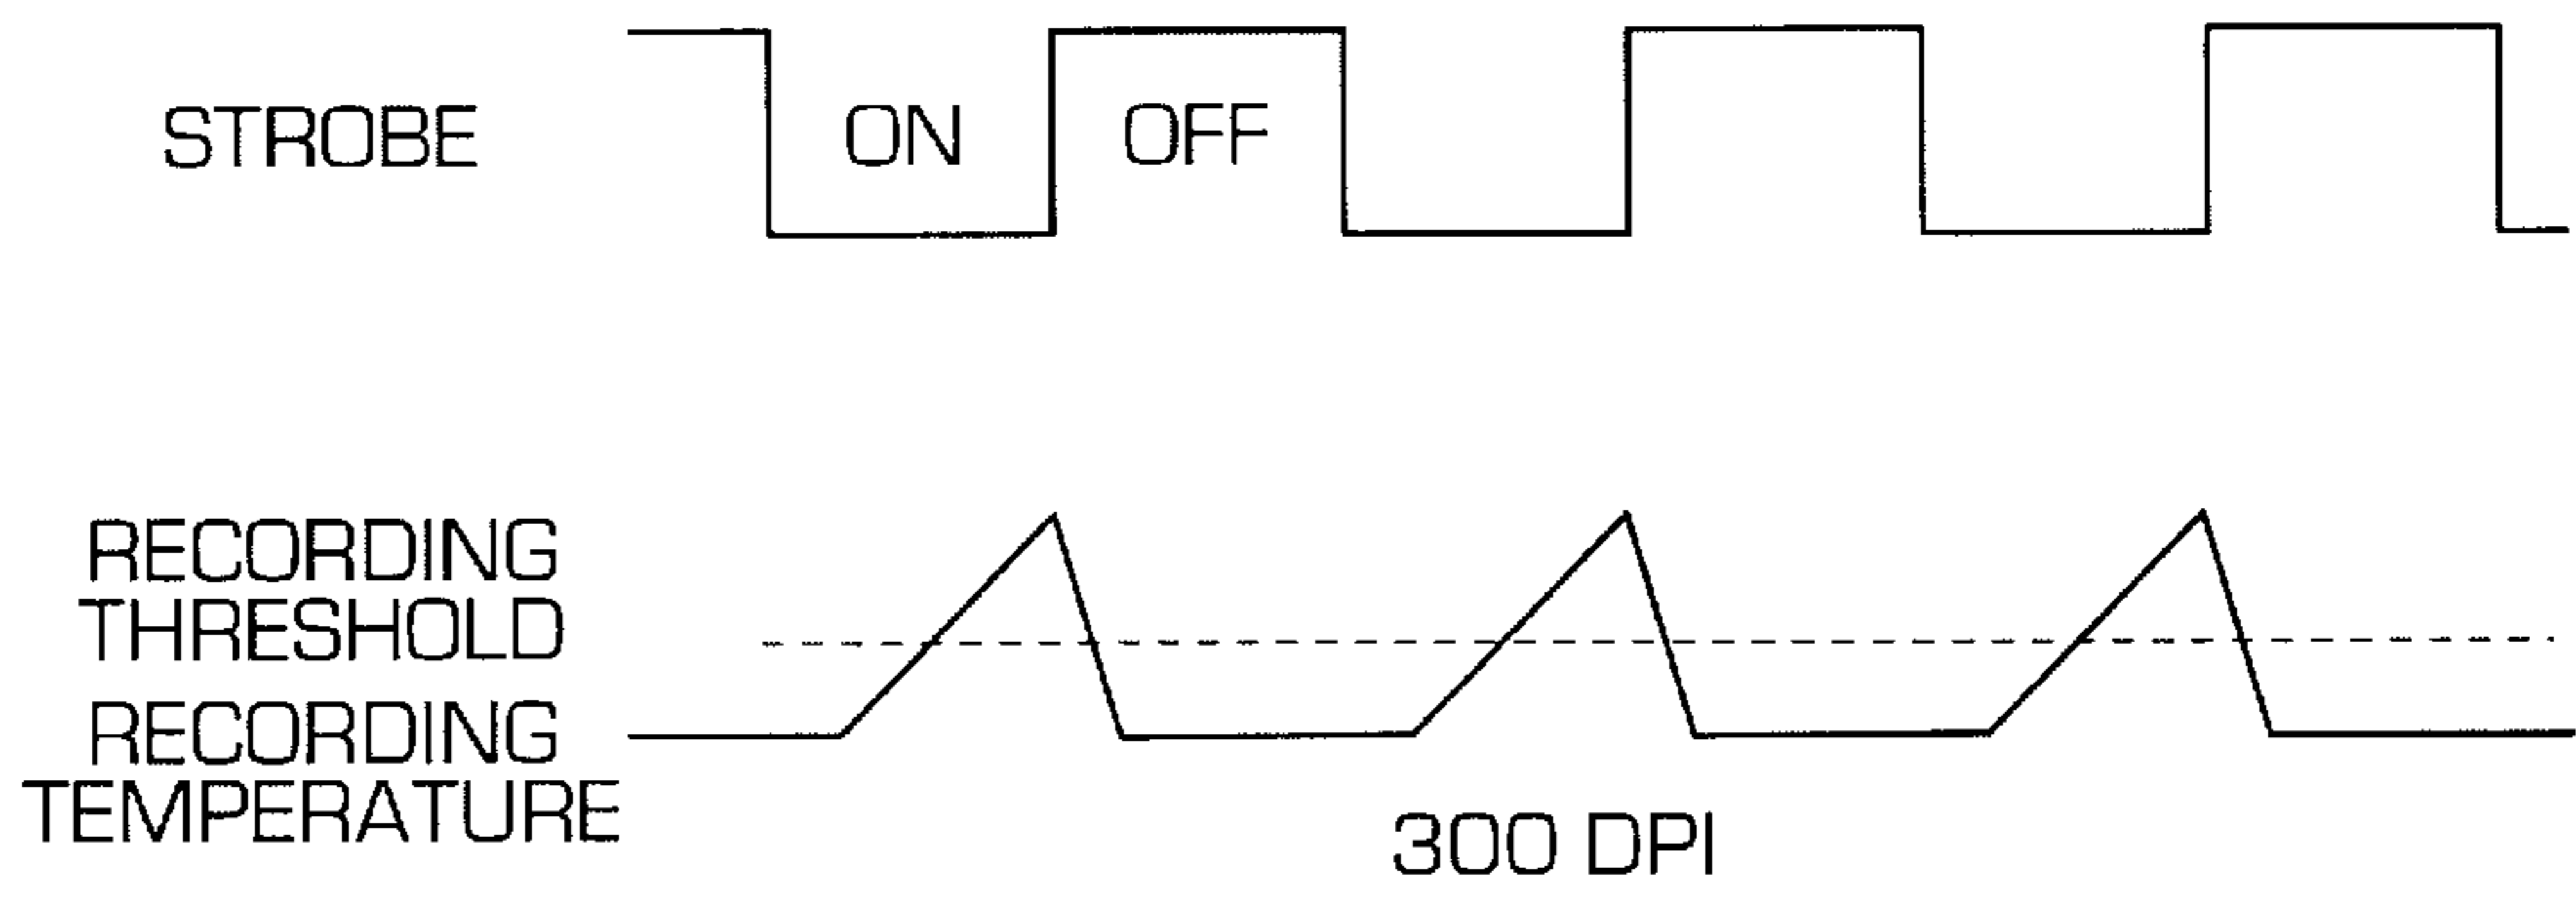 STROBE
ON
OFF
RECORDING
THRESHOLD
RECORDING
TEMPERATURE
300 DPI